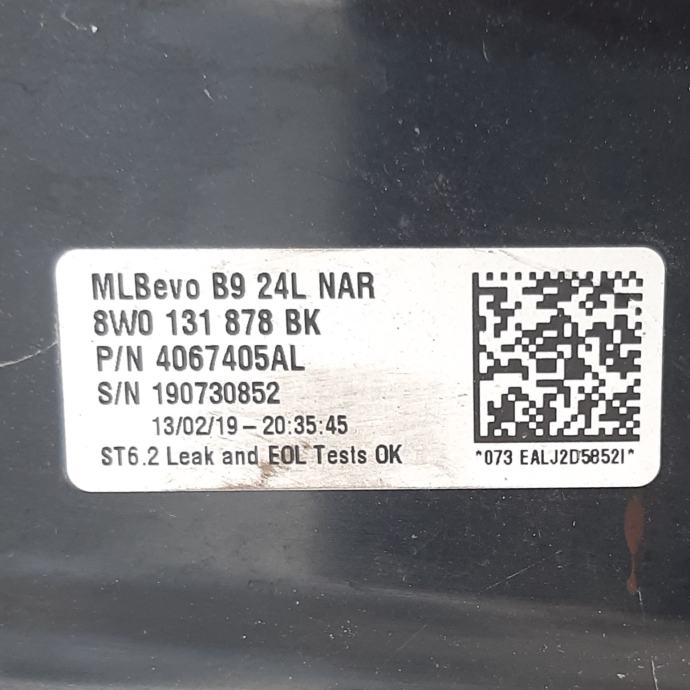 MLBevo B9 24L NAR
8W0 131 878 BK
P/N 4067405AL
S/N 190730852
13/02/19 – 20:35:45
ST6.2 Leak and EOL Tests OK
*073 EALJ2D5852I*